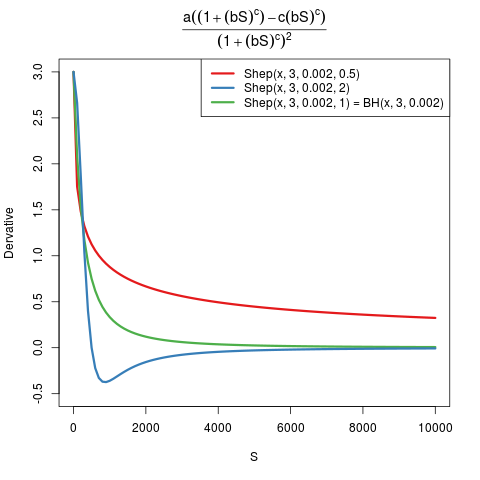 a((1+(bS)^c)−c(bS)^c)
(1+(bS)^c)^2
Shep(x, 3, 0.002, 0.5)
Shep(x, 3, 0.002, 2)
Shep(x, 3, 0.002, 1) = BH(x, 3, 0.002)
3.0
2.5
2.0
1.5
1.0
0.5
0.0
-0.5
Dervative
0 2000 4000 6000 8000 10000
S